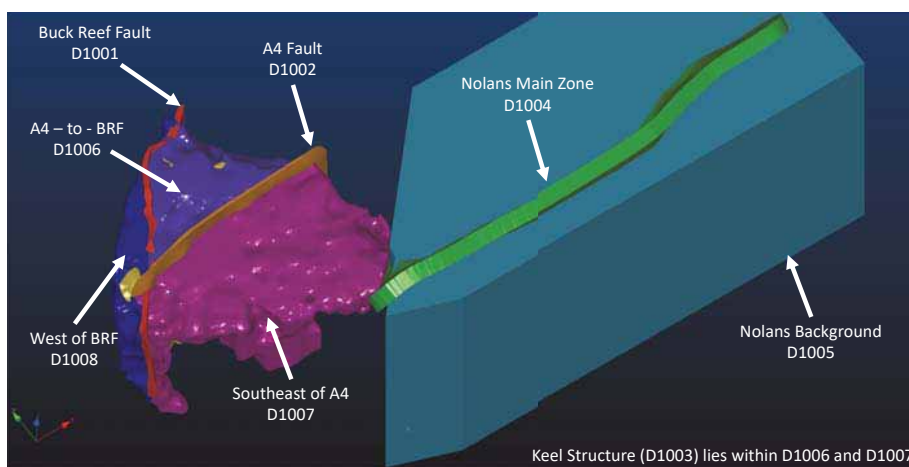 Buck Reef Fault
D1001
A4 Fault
D1002
Nolans Main Zone
D1004
A4 – to - BRF
D1006
West of BRF
D1008
Southeast of A4
D1007
Nolans Background
D1005
Keel Structure (D1003) lies within D1006 and D1007